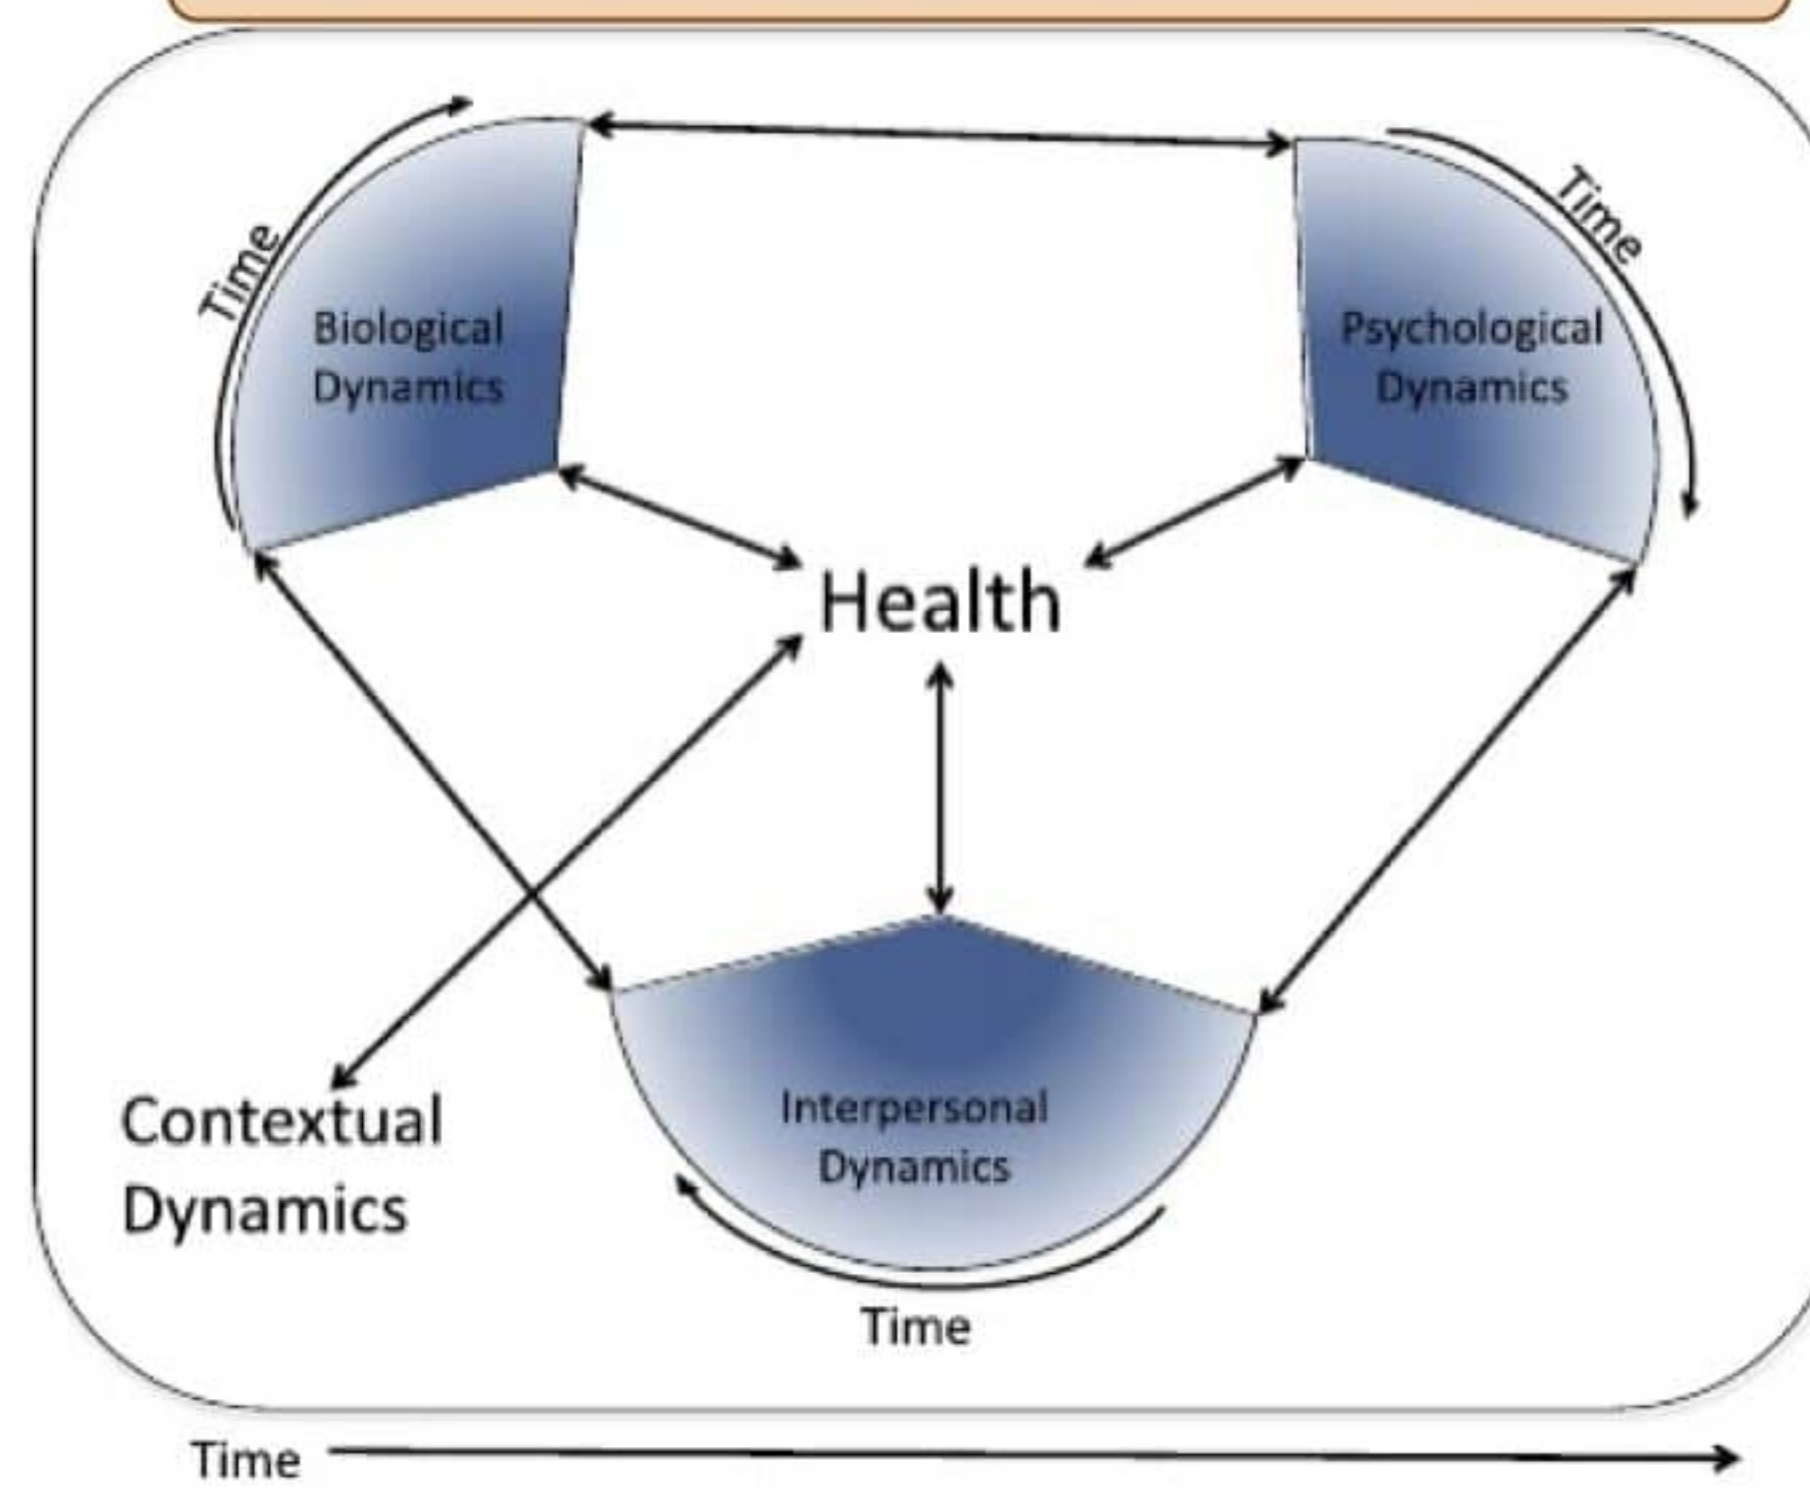 Time
Time
Biological
Dynamics
Psychological
Dynamics
Health
Contextual
Dynamics
Interpersonal
Dynamics
Time
Time